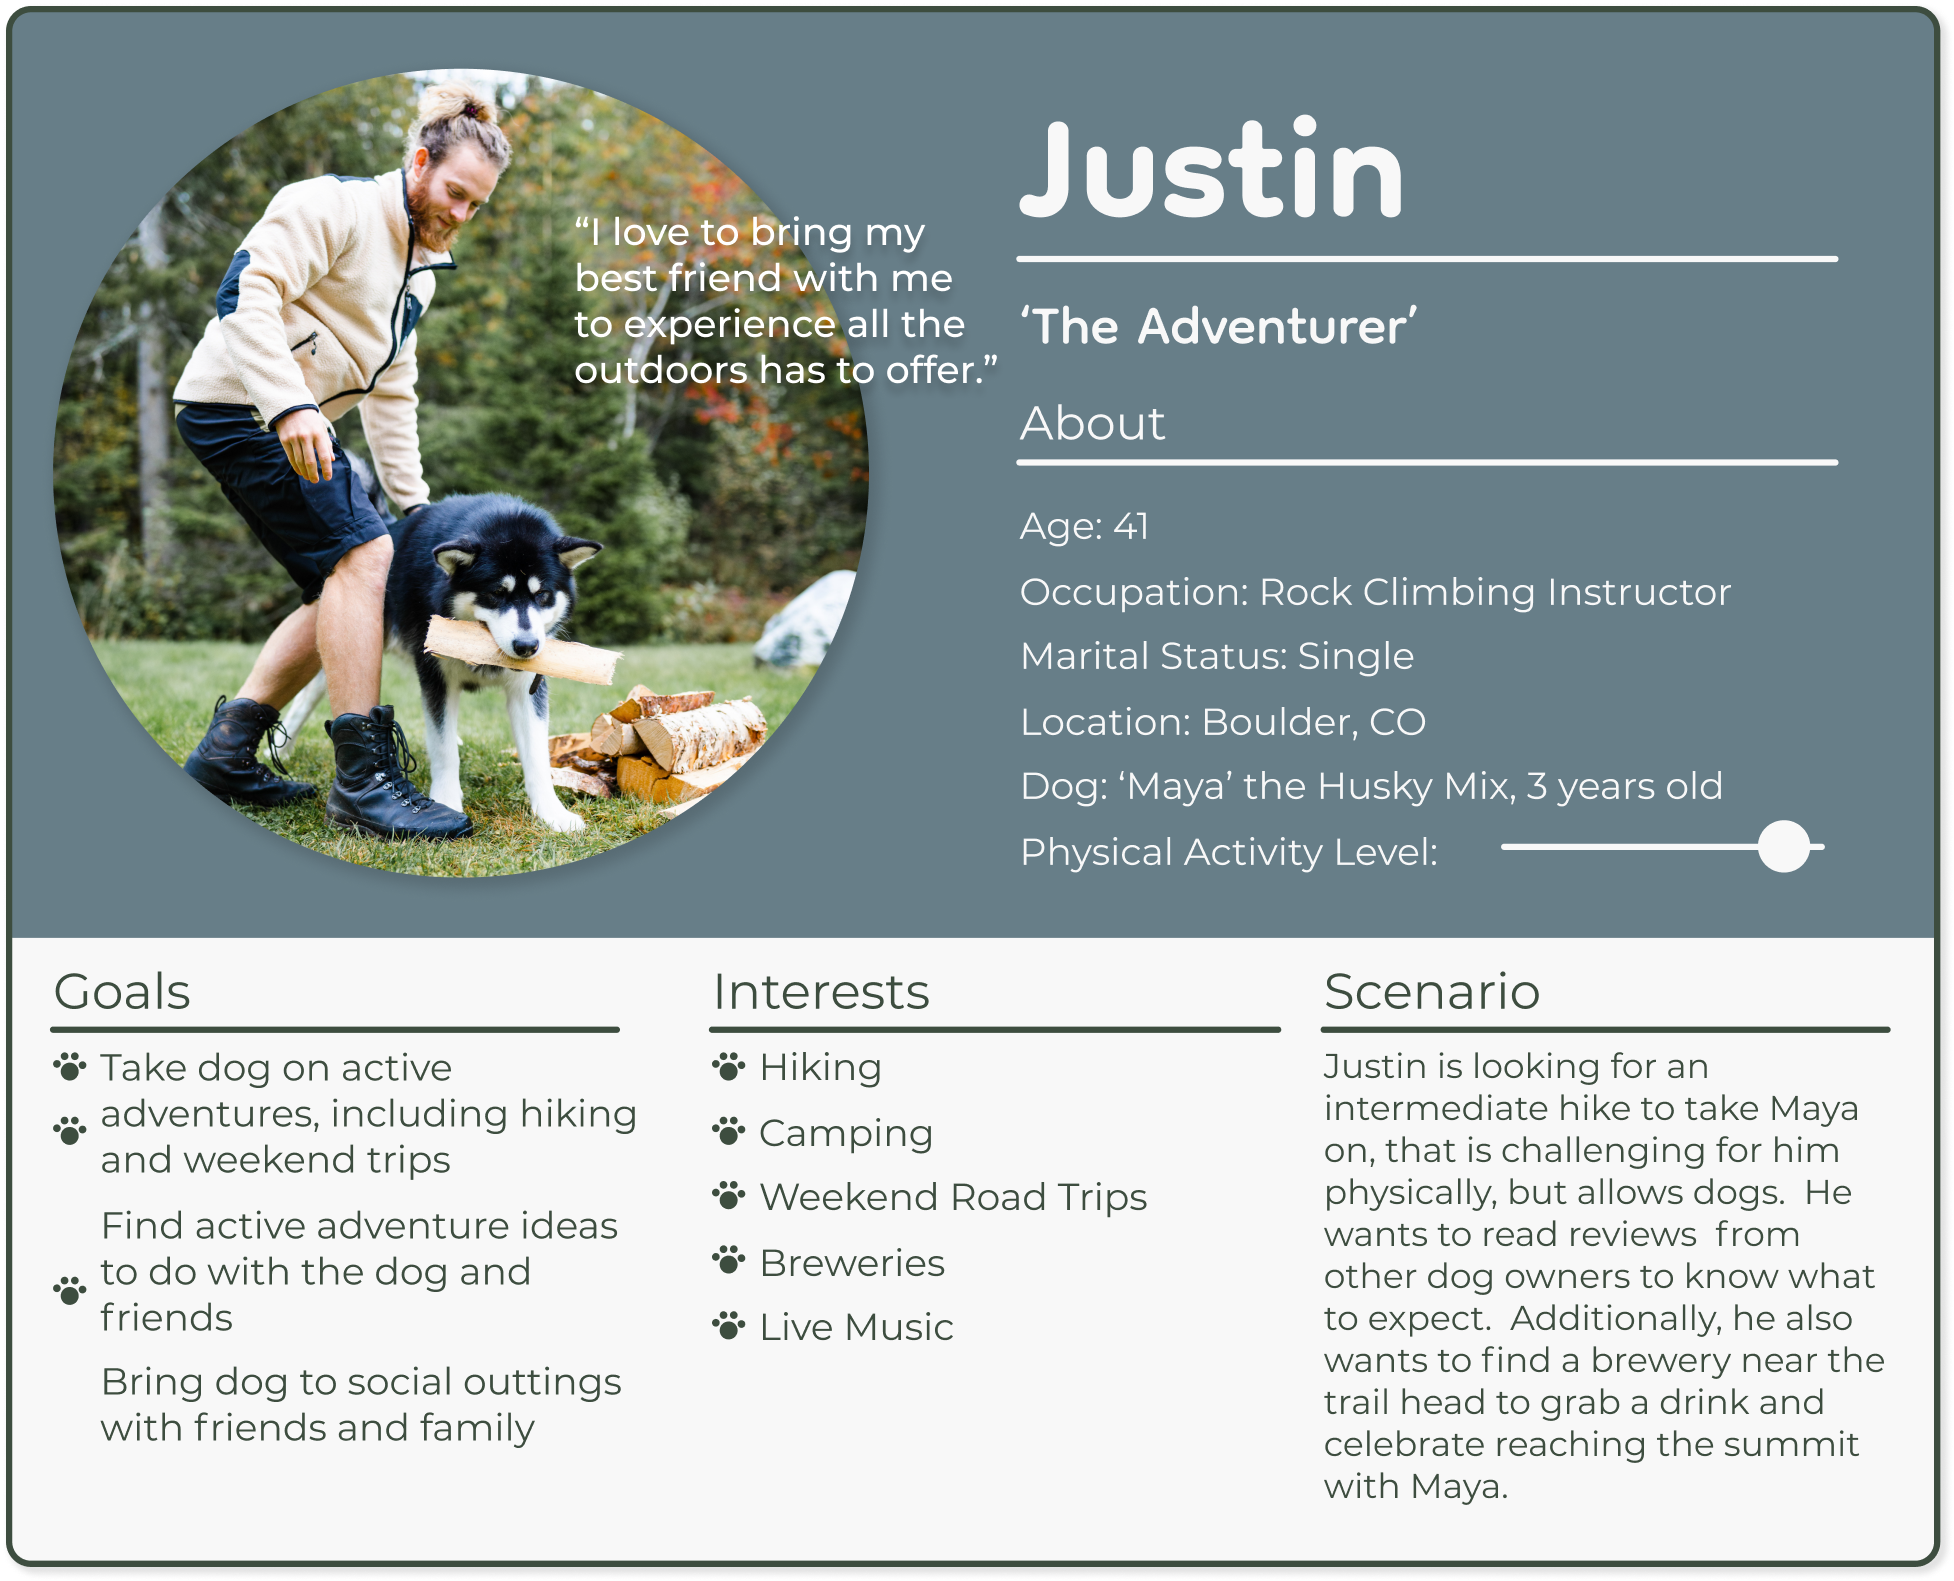 “I love to bring my
best friend with me
to experience all the
outdoors has to offer.”
Justin
‘The Adventurer’
About
Age: 41
Occupation: Rock Climbing Instructor
Marital Status: Single
Location: Boulder, CO
Dog: ‘Maya’ the Husky Mix, 3 years old
Physical Activity Level:
Goals
Take dog on active
adventures, including hiking
and weekend trips
Find active adventure ideas
to do with the dog and
friends
Bring dog to social outtings
with friends and family
Interests
Hiking
Camping
Weekend Road Trips
Breweries
Live Music
Scenario
Justin is looking for an
intermediate hike to take Maya
on, that is challenging for him
physically, but allows dogs.  He
wants to read reviews  from
other dog owners to know what
to expect.  Additionally, he also
wants to find a brewery near the
trail head to grab a drink and
celebrate reaching the summit
with Maya.